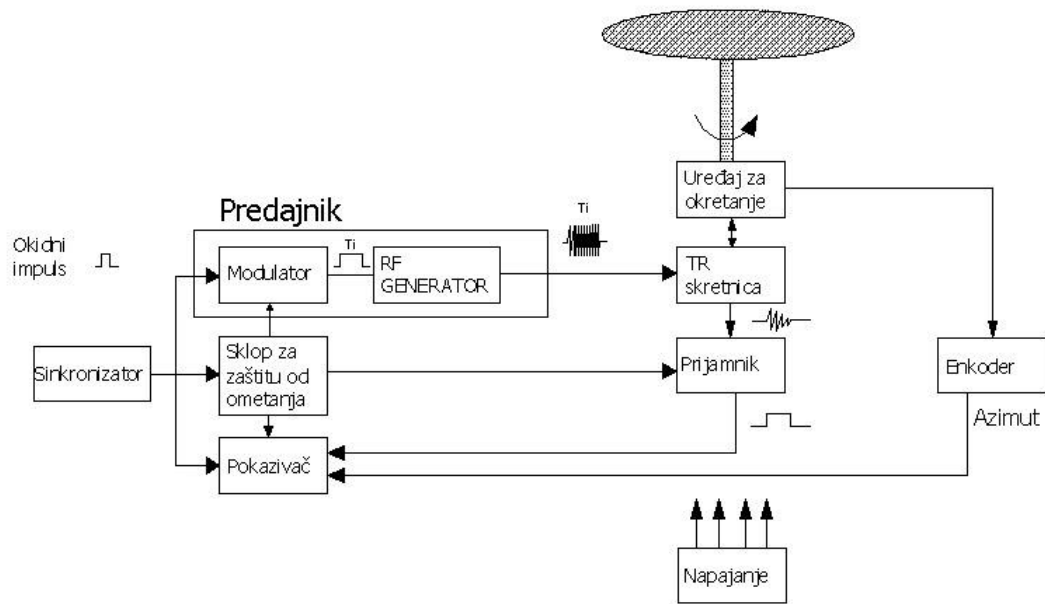 Uređaj za
okretanje
Predajnik
Ti
Okidni
impuls
Ti
Modulator
RF
GENERATOR
TR
skretnica
Sinkronizator
Sklop za
zaštitu od
ometanja
Prijamnik
Enkoder
Azimut
Pokazivač
Napajanje